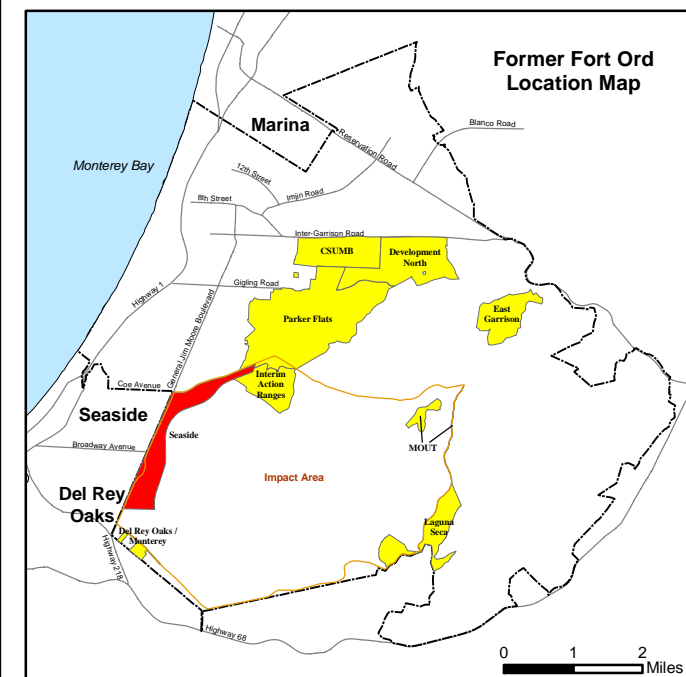 Former Fort Ord
Location Map
Marina
Blanco Road
Reservation Road
Monterey Bay
12th Street
Imjin Road
8th Street
Inter-Garrison Road
CSUMB
Development
North
Gigling Road
Highway 1
General Jim Moore Boulevard
East
Garrison
Parker Flats
Interim
Action
Ranges
Coe Avenue
Seaside
Seaside
Broadway Avenue
MOUT
Impact Area
Del Rey
Oaks
Laguna
Seca
Del Rey Oaks /
Monterey
Highway 218
Highway 68
0 1 2
Miles